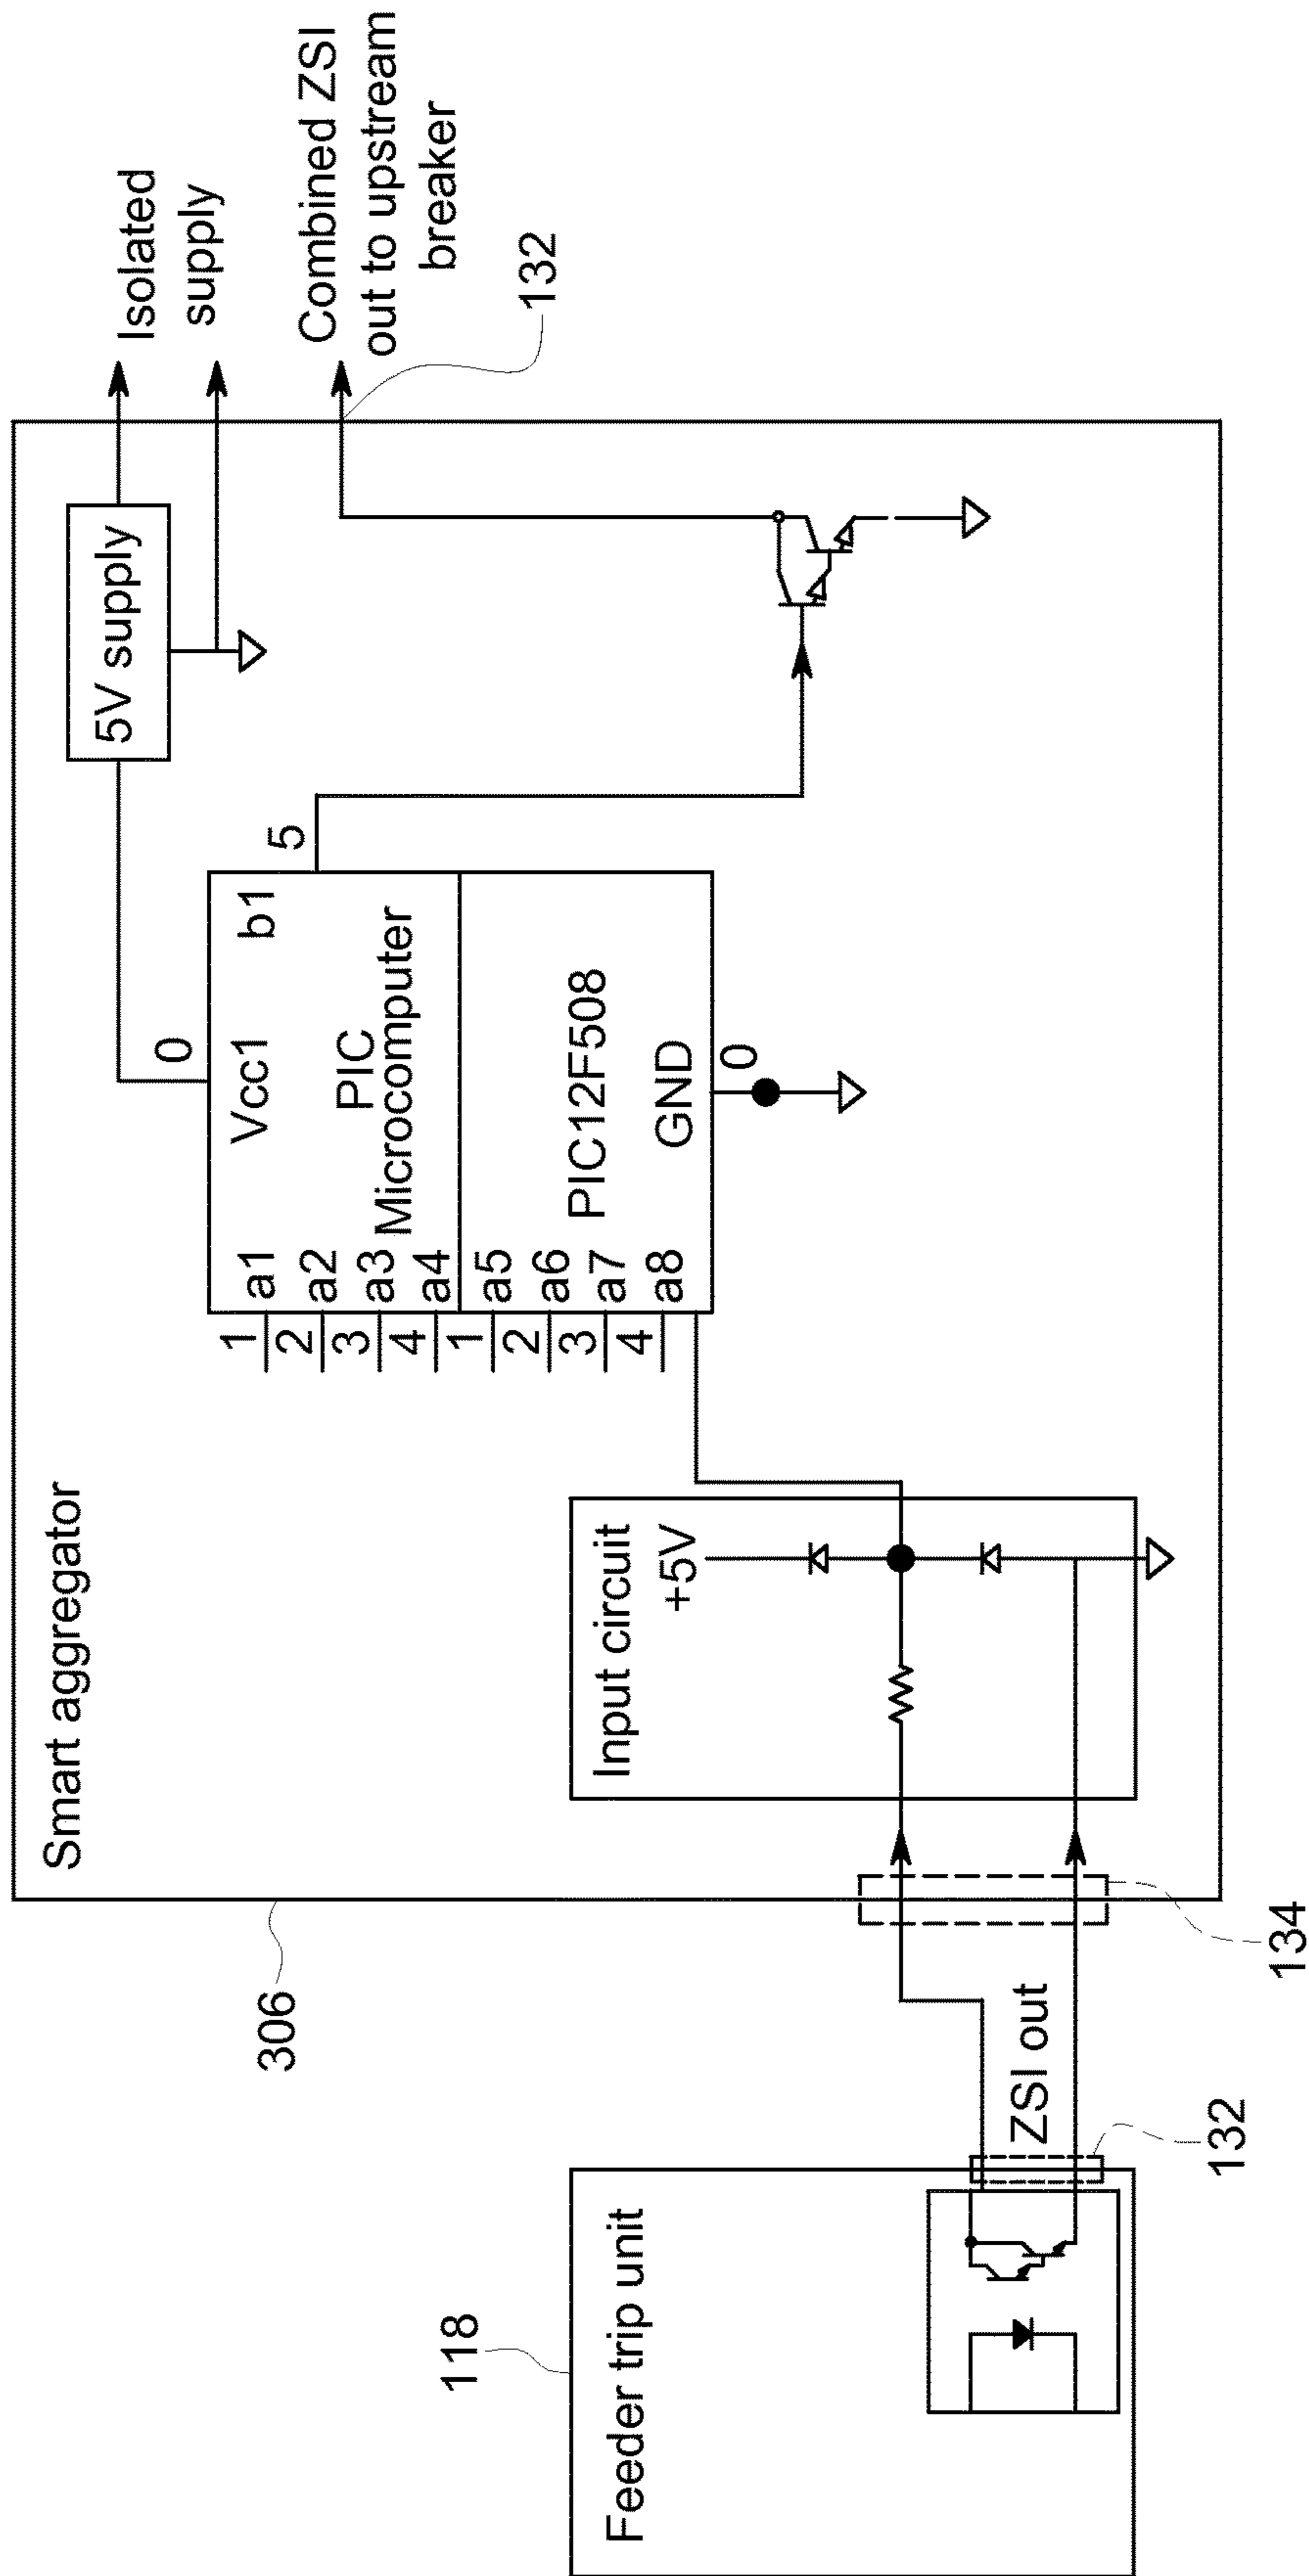 Smart aggregator
306
5V supply
Isolated
supply
Combined ZSI
out to upstream
breaker
132
0
1
a1
Vcc1
b1
5
2
a2
PIC
3
a3
Microcomputer
4
a4
1
a5
2
a6
PIC12F508
3
a7
4
a8
GND
0
Input circuit
+5V
118
Feeder trip unit
ZSI out
132
134